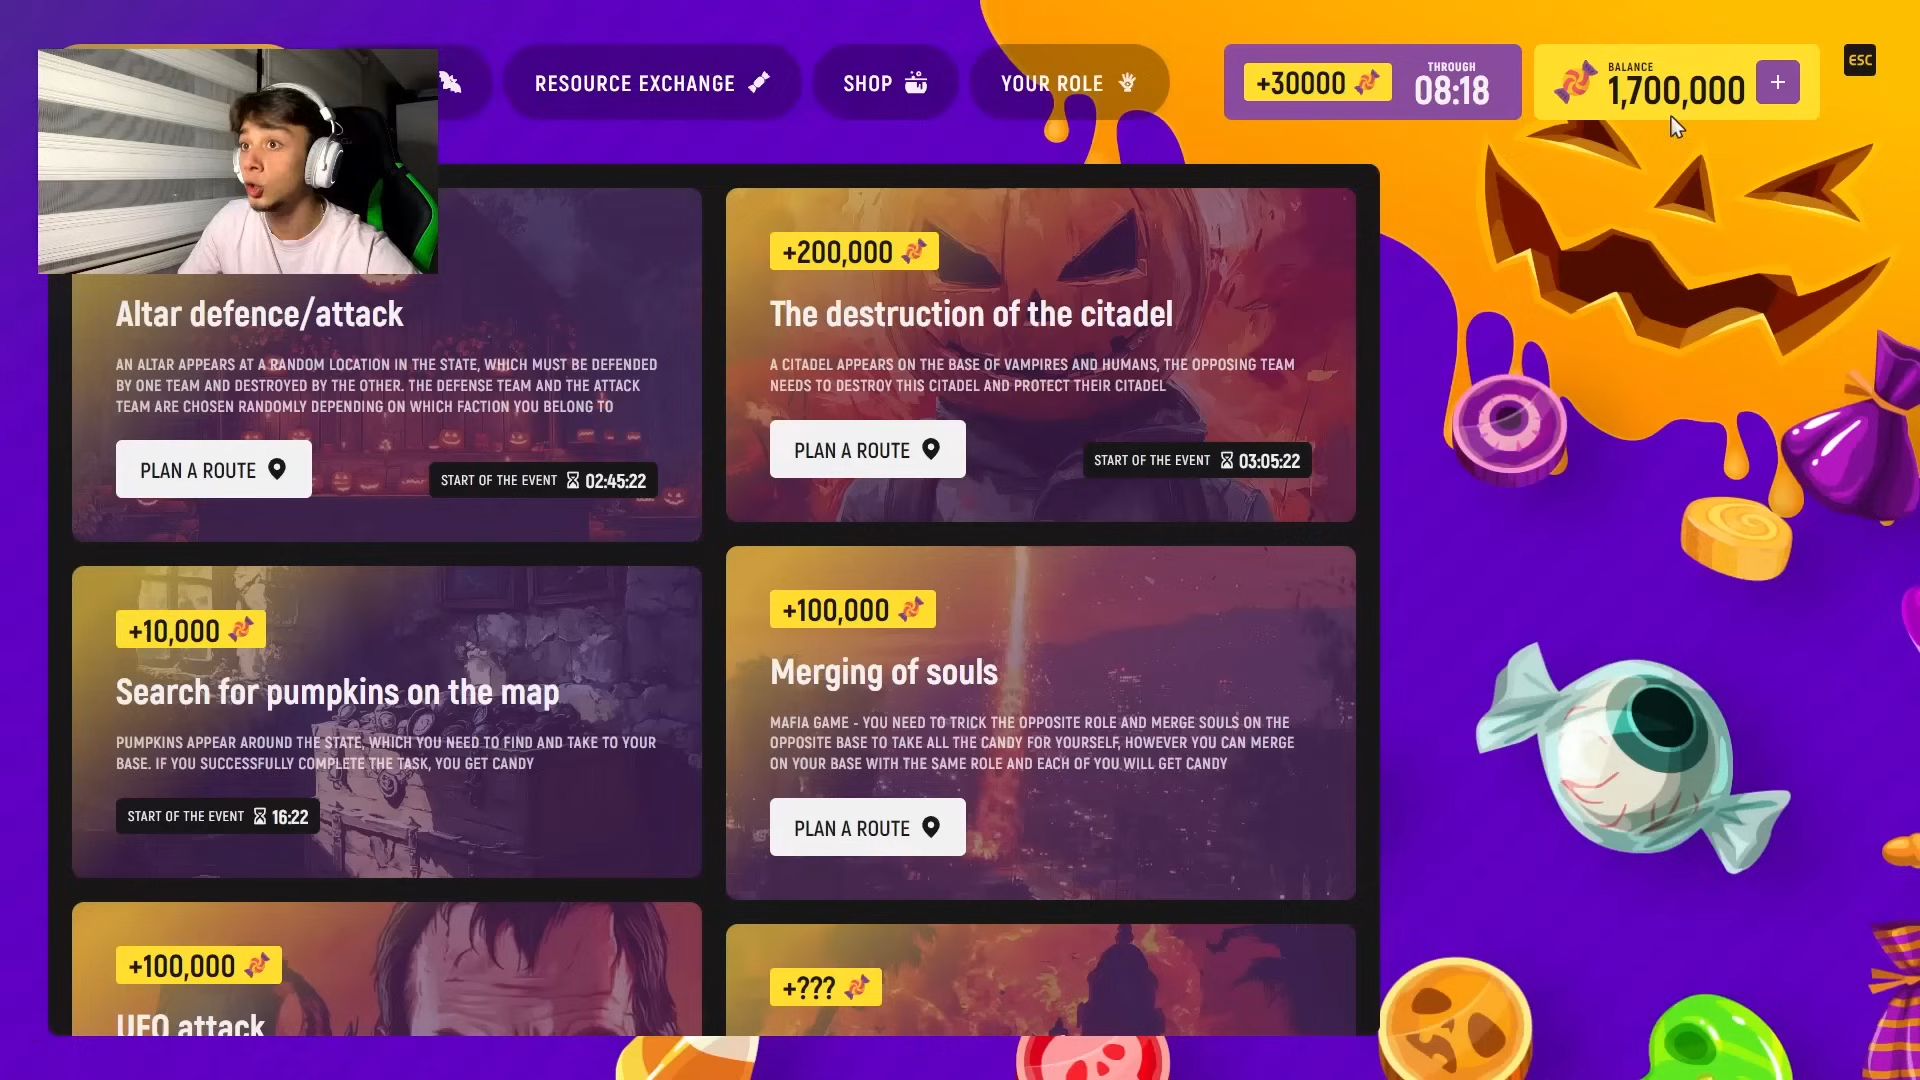 RESOURCE EXCHANGE
SHOP
YOUR ROLE
+30000
THROUGH
08:18
BALANCE
1,700,000
+
ESC
Altar defence/attack
AN ALTAR APPEARS AT A RANDOM LOCATION IN THE STATE, WHICH MUST BE DEFENDED
BY ONE TEAM AND DESTROYED BY THE OTHER. THE DEFENSE TEAM AND THE ATTACK
TEAM ARE CHOSEN RANDOMLY DEPENDING ON WHICH FACTION YOU BELONG TO
PLAN A ROUTE
START OF THE EVENT 02:45:22
+200,000
The destruction of the citadel
A CITADEL APPEARS ON THE BASE OF VAMPIRES AND HUMANS, THE OPPOSING TEAM
NEEDS TO DESTROY THIS CITADEL AND PROTECT THEIR CITADEL
PLAN A ROUTE
START OF THE EVENT 03:05:22
+10,000
Search for pumpkins on the map
PUMPKINS APPEAR AROUND THE STATE, WHICH YOU NEED TO FIND AND TAKE TO YOUR
BASE. IF YOU SUCCESSFULLY COMPLETE THE TASK, YOU GET CANDY
START OF THE EVENT 16:22
+100,000
Merging of souls
MAFIA GAME - YOU NEED TO TRICK THE OPPOSITE ROLE AND MERGE SOULS ON THE
OPPOSITE BASE TO TAKE ALL THE CANDY FOR YOURSELF, HOWEVER YOU CAN MERGE
ON YOUR BASE WITH THE SAME ROLE AND EACH OF YOU WILL GET CANDY
PLAN A ROUTE
+100,000
UFO attack
+???